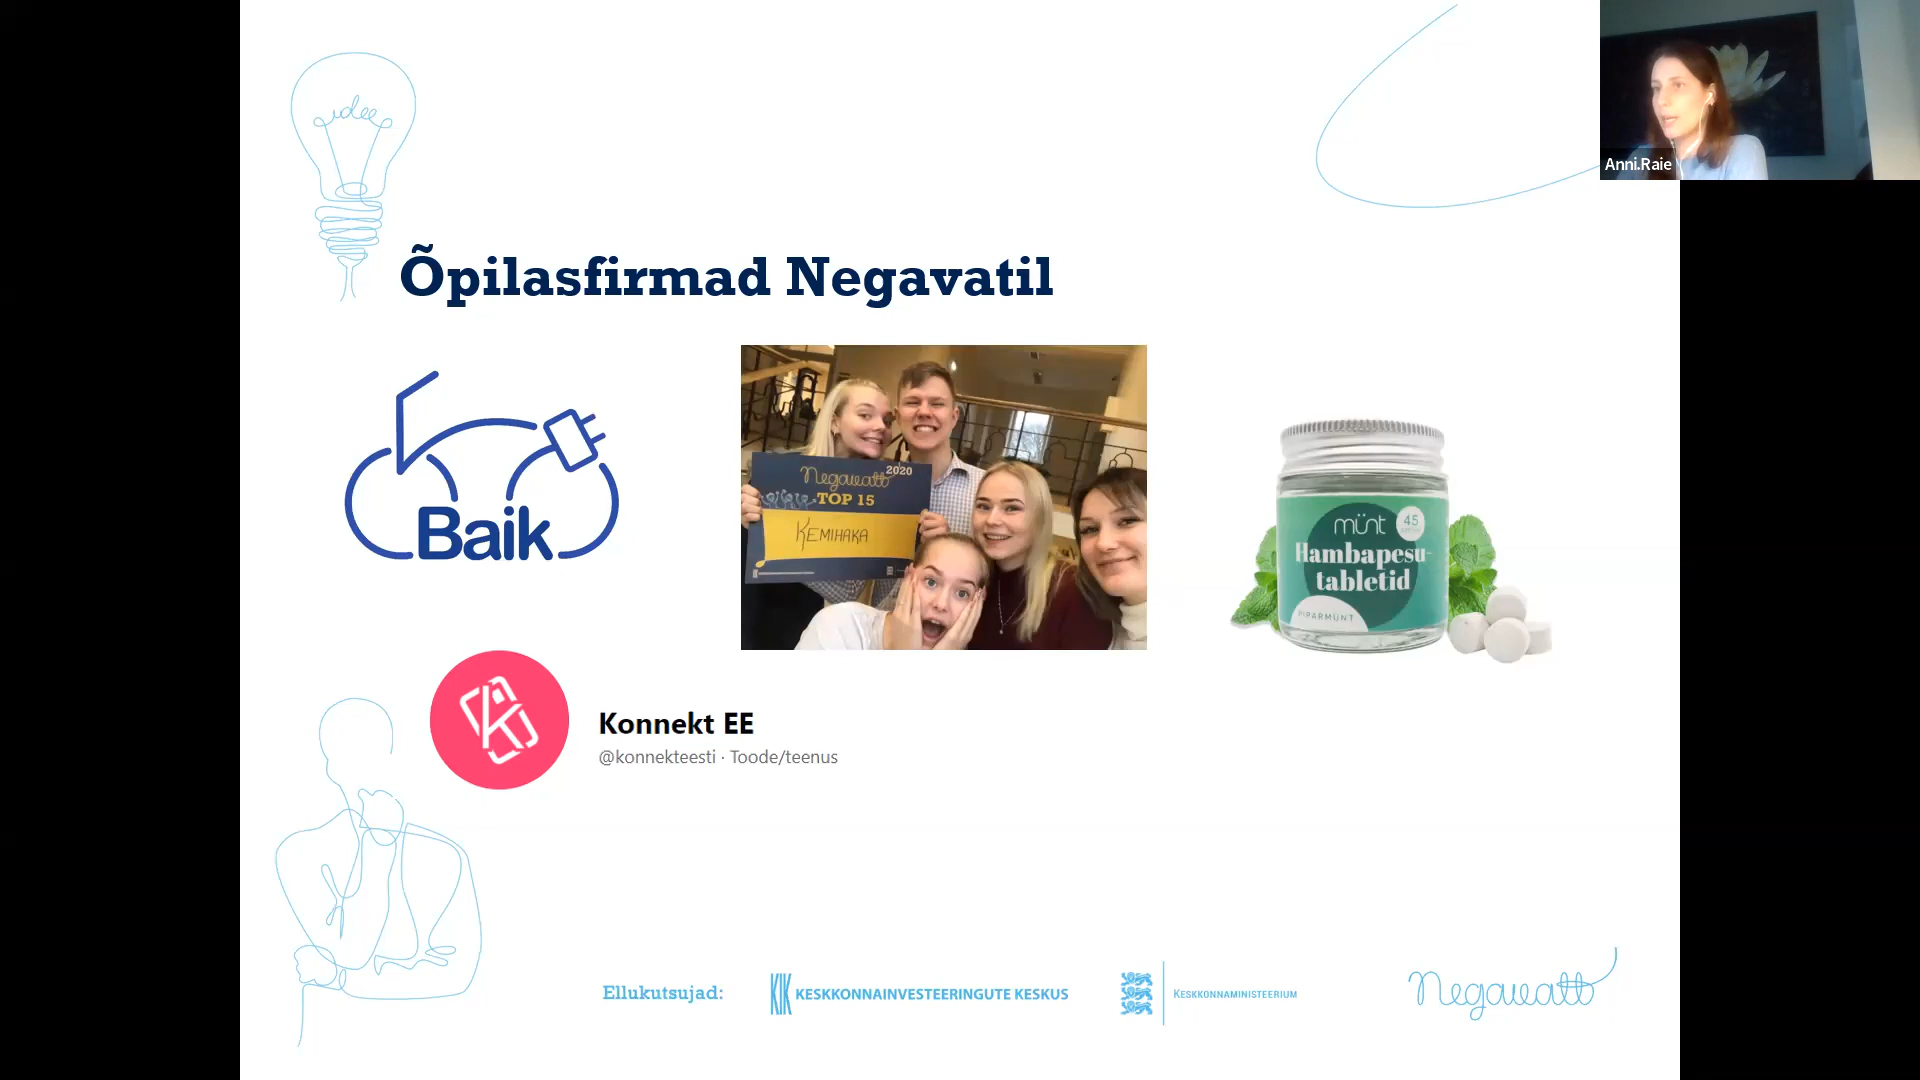 idee
Anni.Raie
Õpilasfirmad Negavatil
Baik
Negawatt 2020
TOP 15
KEMIHAKA
münt
45
Hambapesu-
tabletid
PIPARMÜNT
Konnekt EE
@konnekteesti · Toode/teenus
Ellukutsujad:
KIK KESKKONNAINVESTEERINGUTE KESKUS
KESKKONNAMINISTEERIUM
Negawatt